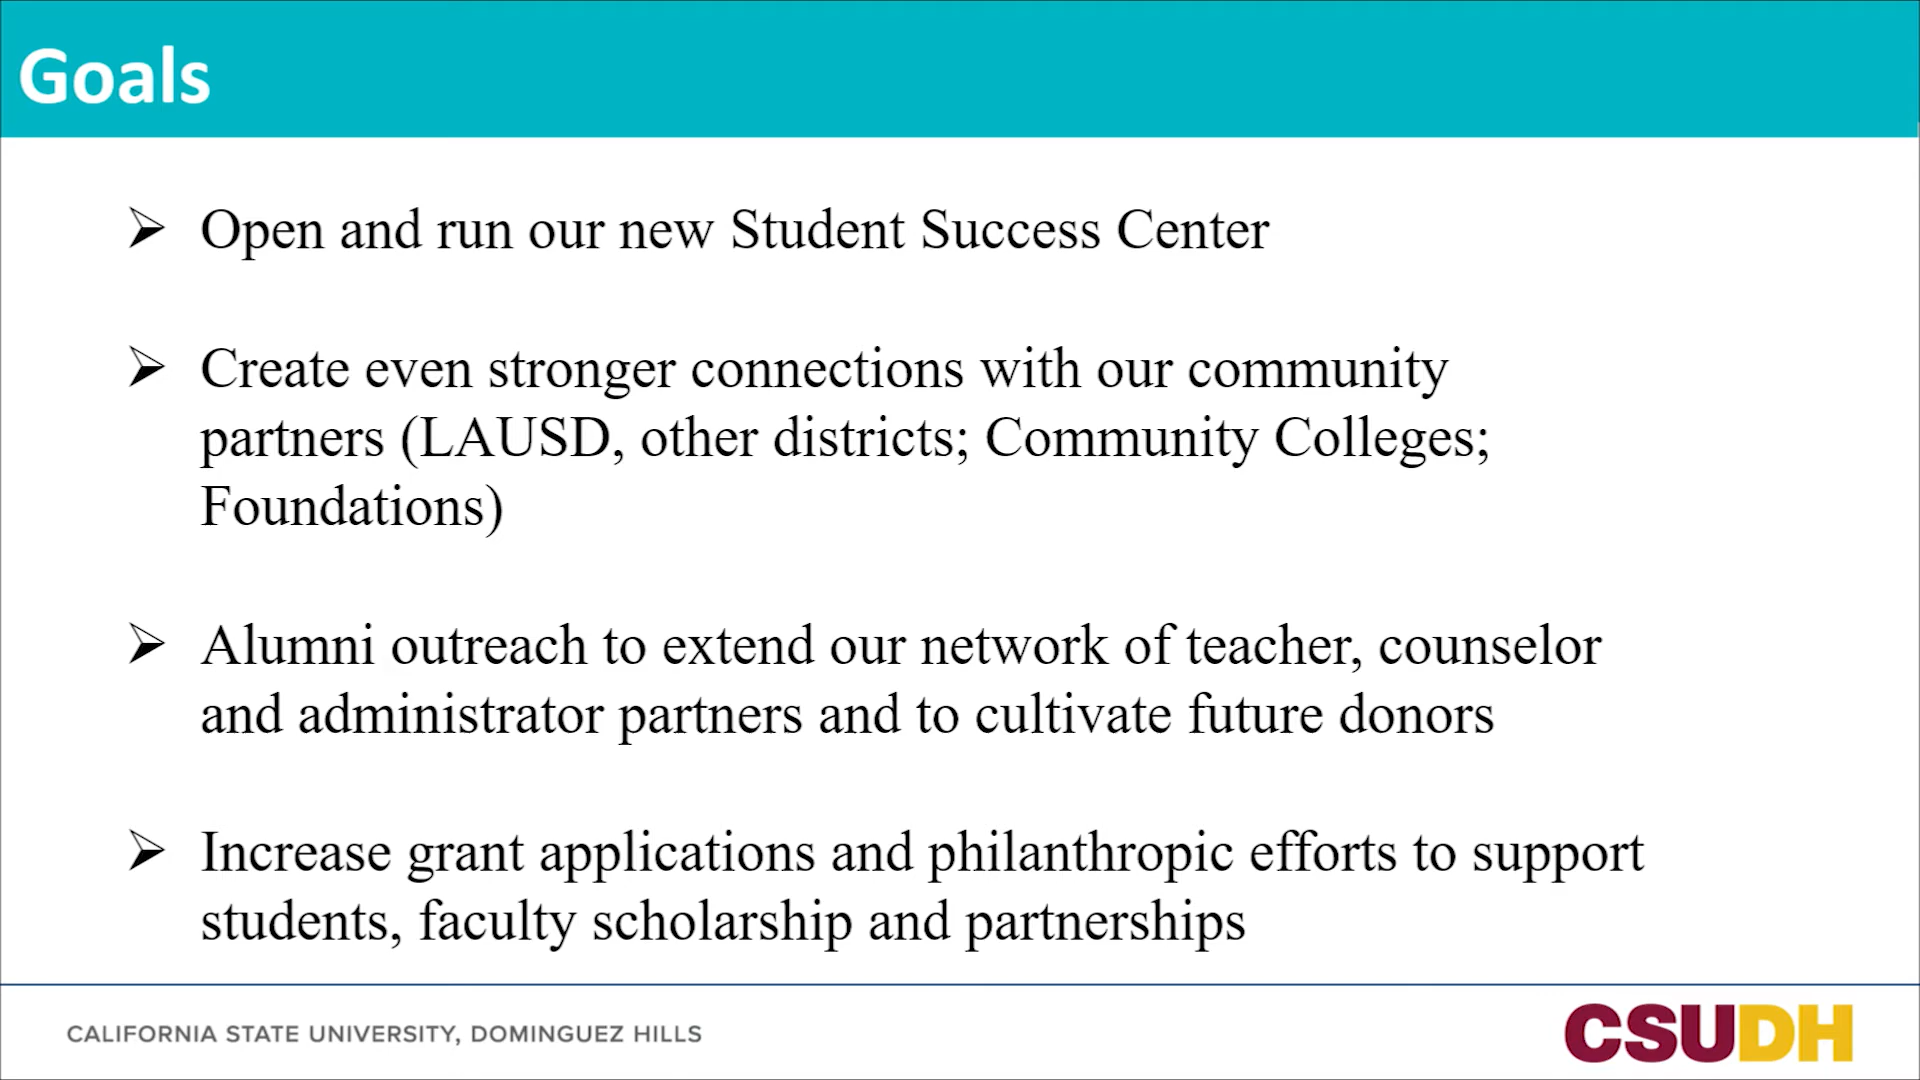 Goals
➢ Open and run our new Student Success Center
➢ Create even stronger connections with our community
partners (LAUSD, other districts; Community Colleges;
Foundations)
➢ Alumni outreach to extend our network of teacher, counselor
and administrator partners and to cultivate future donors
➢ Increase grant applications and philanthropic efforts to support
students, faculty scholarship and partnerships
CALIFORNIA STATE UNIVERSITY, DOMINGUEZ HILLS
CSUDH